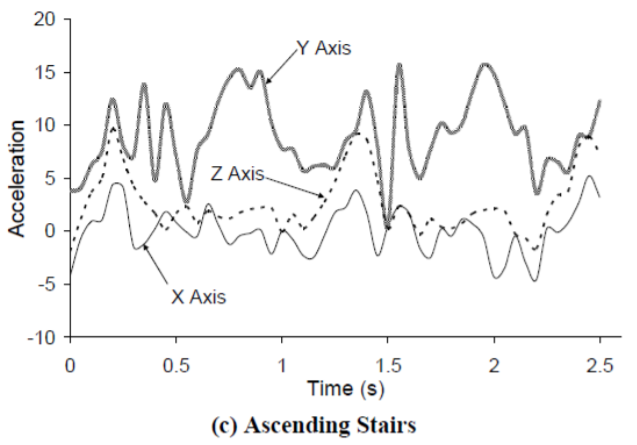 20
15
10
5
0
-5
-10
Acceleration
Y Axis
Z Axis
X Axis
0 0.5 1 1.5 2 2.5
Time (s)
(c) Ascending Stairs